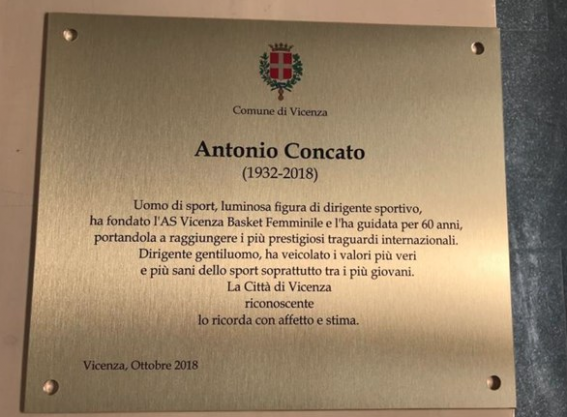 Comune di Vicenza
Antonio Concato
(1932-2018)
Uomo di sport, luminosa figura di dirigente sportivo,
ha fondato l'AS Vicenza Basket Femminile e l'ha guidata per 60 anni,
portandola a raggiungere i più prestigiosi traguardi internazionali.
Dirigente gentiluomo, ha veicolato i valori più veri
e più sani dello sport soprattutto tra i più giovani.
La Città di Vicenza
riconoscente
lo ricorda con affetto e stima.
Vicenza, Ottobre 2018